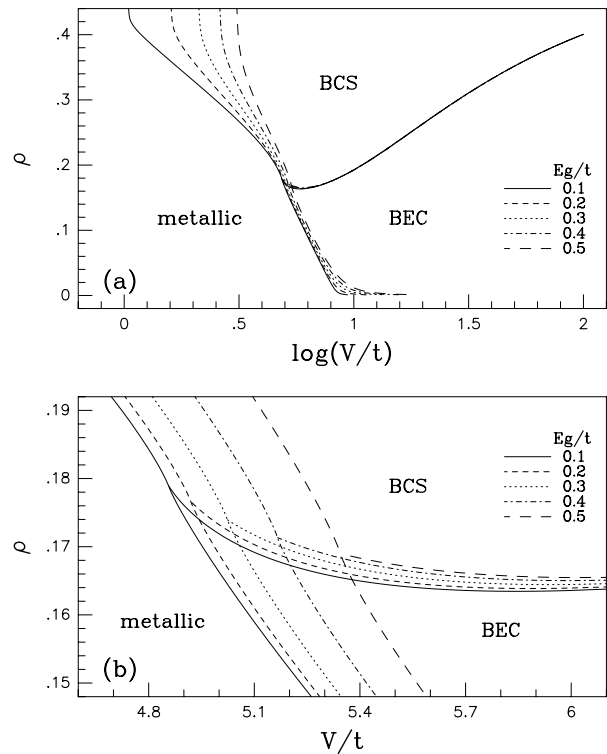 .4
.3
.2
.1
0
ρ
BCS
BEC
metallic
(a)
Eg/t
0.1
0.2
0.3
0.4
0.5
0 .5 1 1.5 2
log(V/t)
.19
.18
.17
.16
.15
ρ
BCS
BEC
metallic
(b)
Eg/t
0.1
0.2
0.3
0.4
0.5
4.8 5.1 5.4 5.7 6
V/t